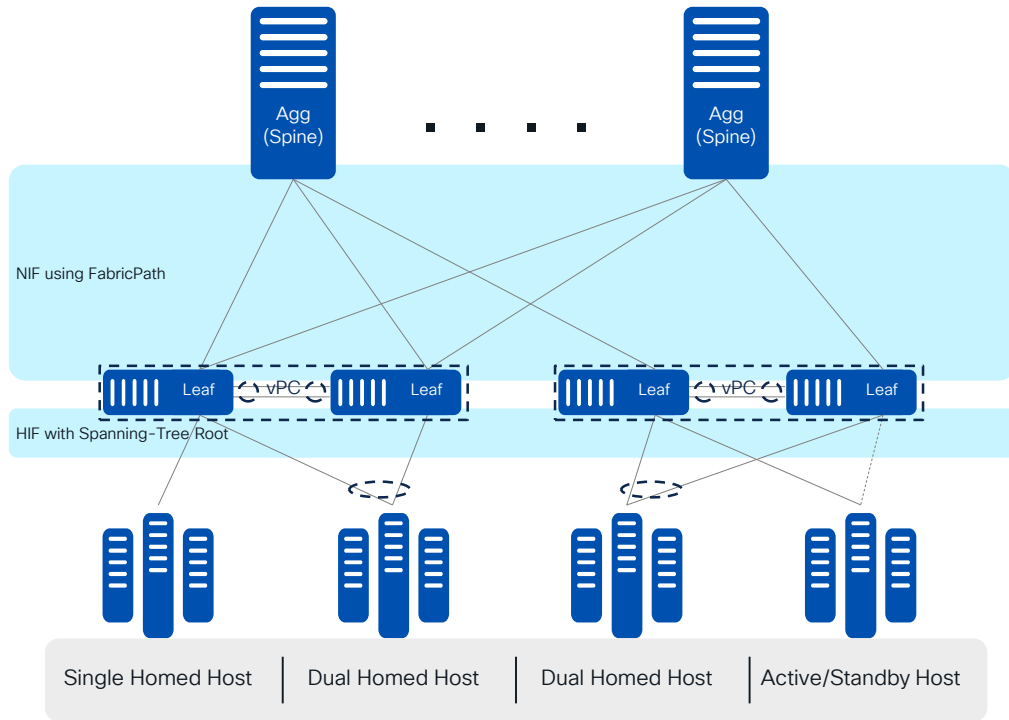 Agg
(Spine)
Agg
(Spine)
NIF using FabricPath
Leaf
vPC
Leaf
Leaf
vPC
Leaf
HIF with Spanning-Tree Root
Single Homed Host
Dual Homed Host
Dual Homed Host
Active/Standby Host